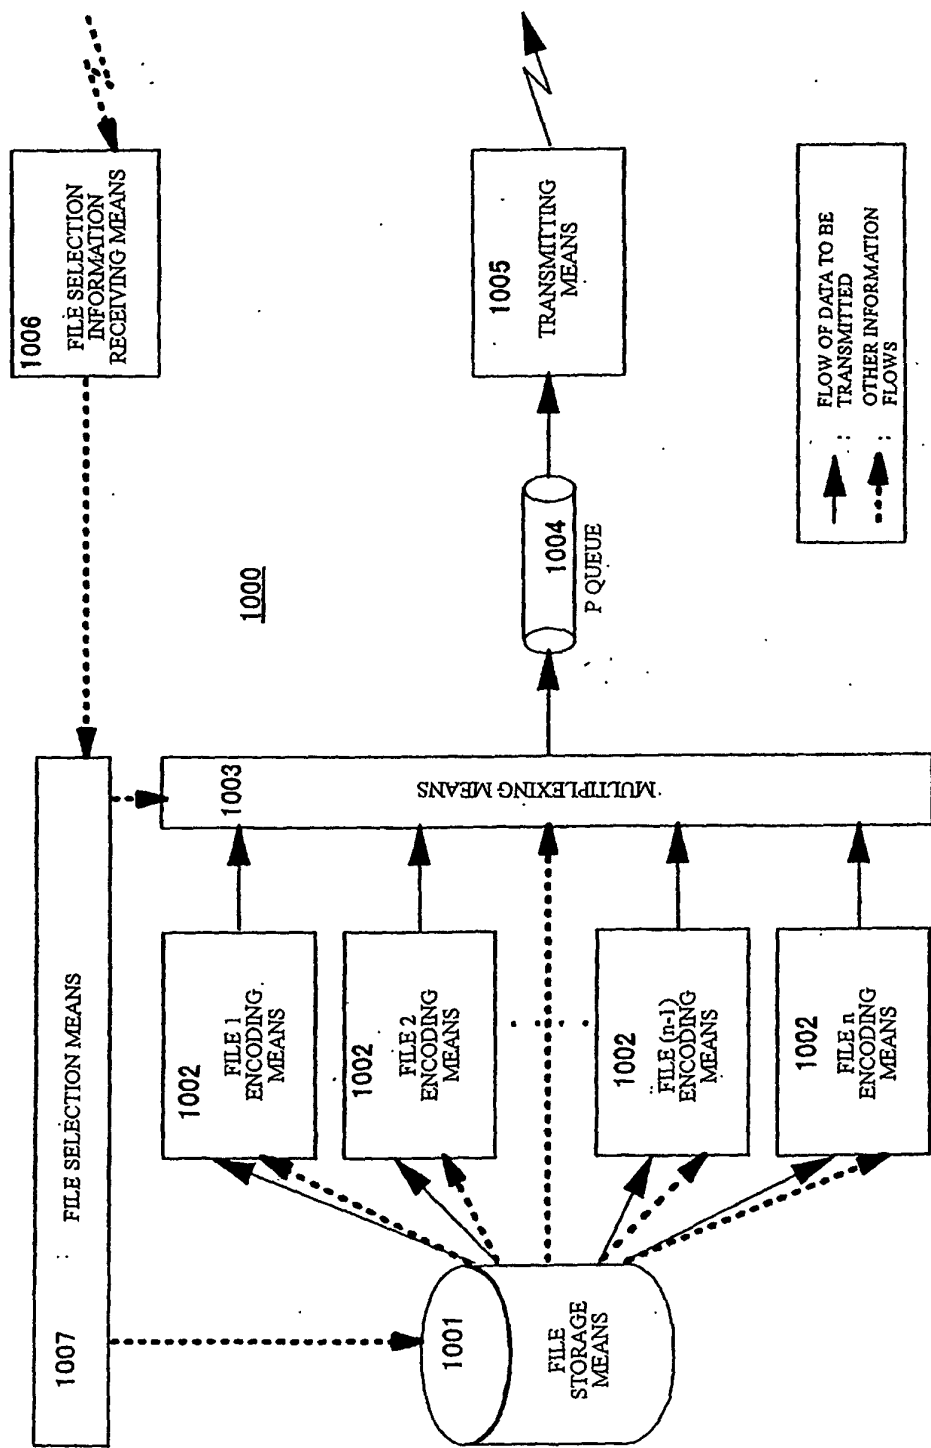 1007
FILE SELECTION MEANS
1006
FILE SELECTION
INFORMATION
RECEIVING MEANS
1000
1001
FILE
STORAGE
MEANS
1002
FILE 1
ENCODING
MEANS
1002
FILE 2
ENCODING
MEANS
1002
FILE (n-1)
ENCODING
MEANS
1002
FILE n
ENCODING
MEANS
1003
MULTIPLEXING MEANS
1004
P QUEUE
1005
TRANSMITTING
MEANS
: FLOW OF DATA TO BE
TRANSMITTED
: OTHER INFORMATION
FLOWS